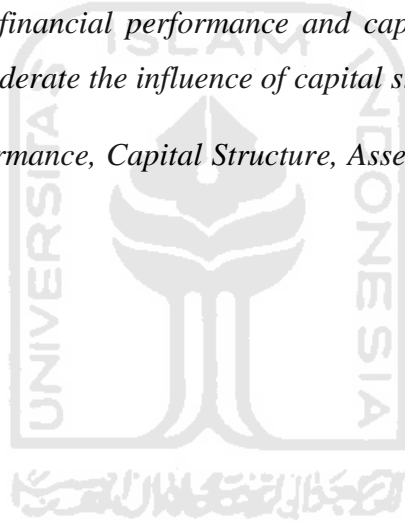 financial performance and cap
derate the influence of capital s
rmance, Capital Structure, Asse
ISLAM
UNIVERSITAS
INDONESIA